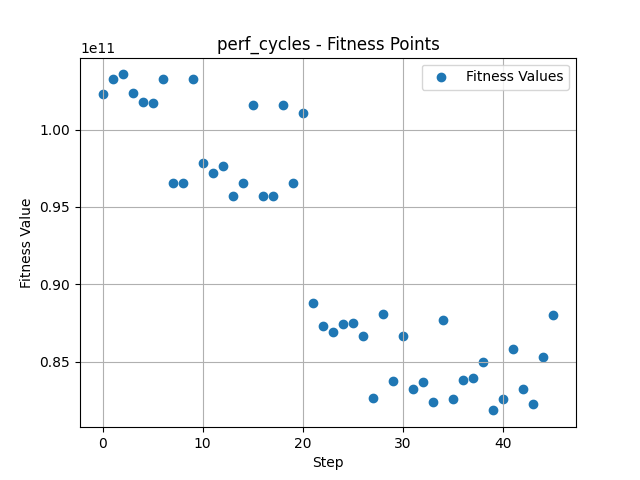 perf_cycles - Fitness Points
1e11
Fitness Values
1.00
0.95
0.90
0.85
Fitness Value
0
10
20
30
40
Step